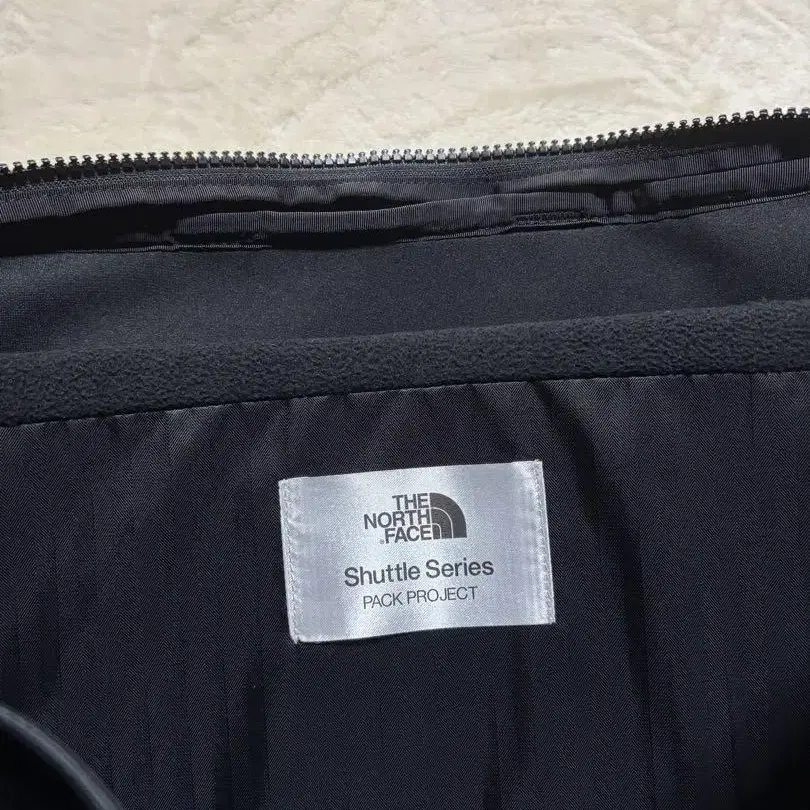 THE
NORTH
FACE
Shuttle Series
PACK PROJECT